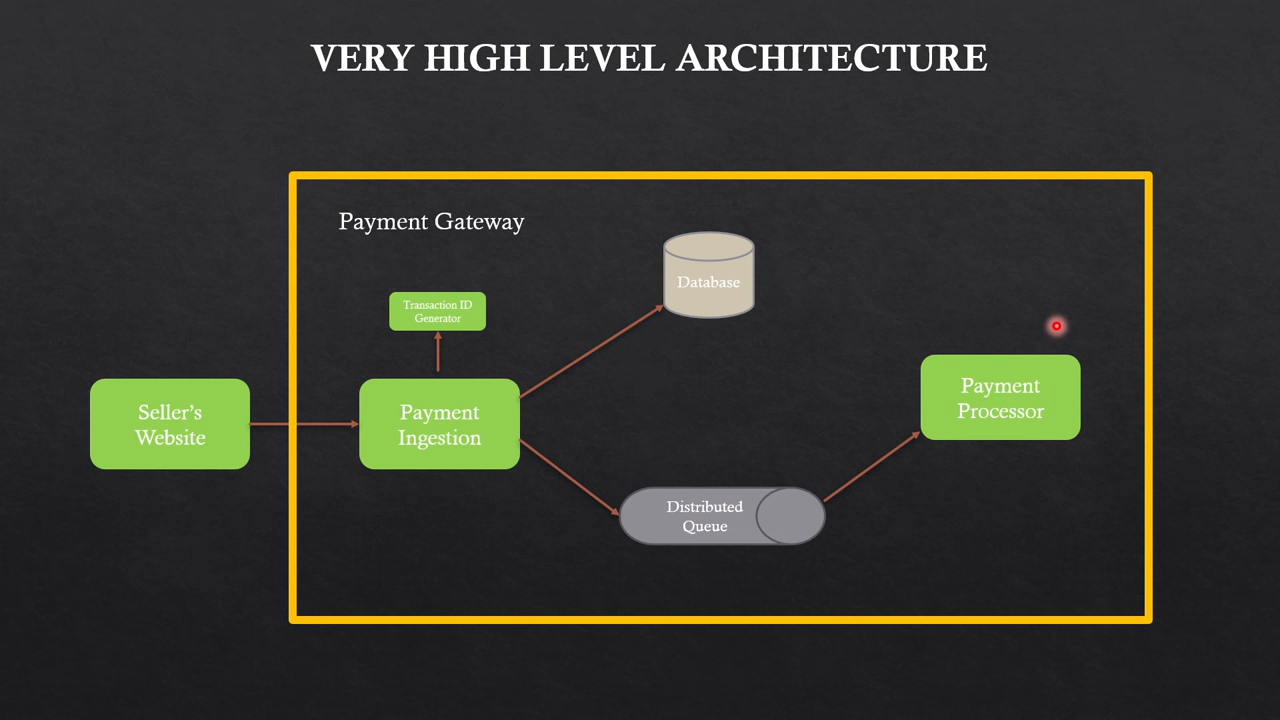 VERY HIGH LEVEL ARCHITECTURE
Payment Gateway
Database
Transaction ID
Generator
Seller’s
Website
Payment
Ingestion
Payment
Processor
Distributed
Queue